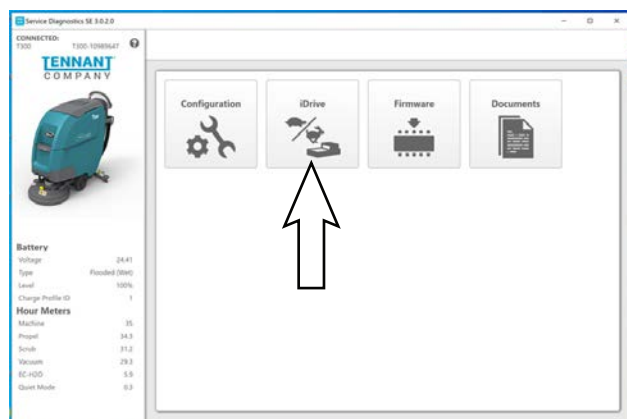 Service Diagnostics SE 3.0.2.0
CONNECTED:
T300 T300-10989647
TENNANT
COMPANY
Configuration
iDrive
Firmware
Documents
Battery
Voltage 24.41
Type Flooded (Wet)
Level 100%
Charge Profile ID 1
Hour Meters
Machine 35
Propel 34.3
Scrub 31.2
Vacuum 29.3
EC-H2O 5.9
Quiet Mode 0.3